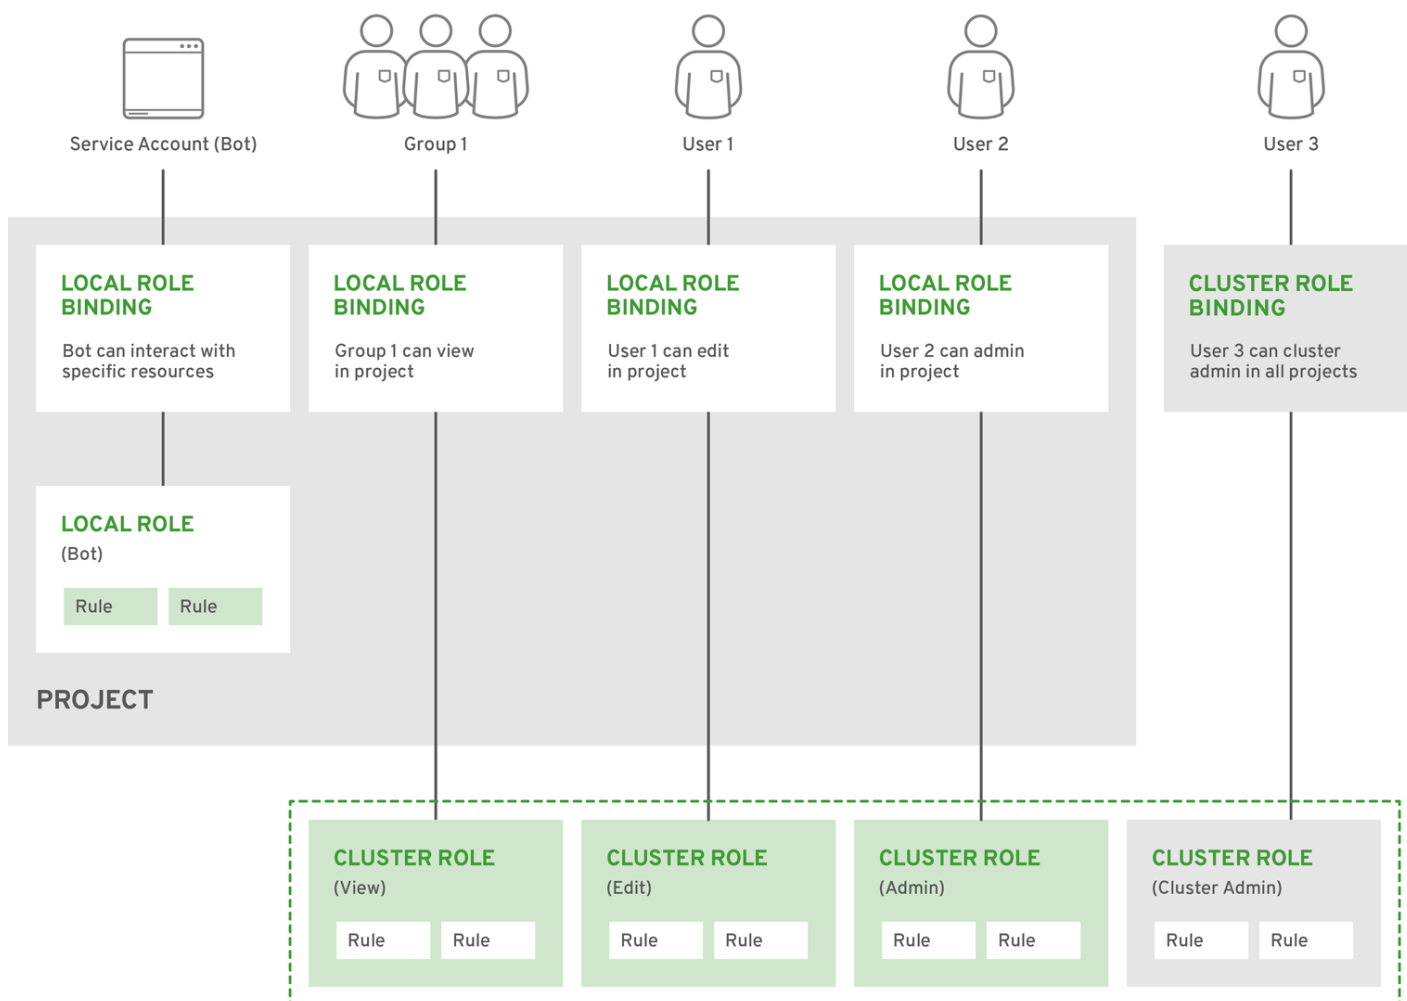 Service Account (Bot)
Group 1
User 1
User 2
User 3
LOCAL ROLE
BINDING
Bot can interact with
specific resources
LOCAL ROLE
BINDING
Group 1 can view
in project
LOCAL ROLE
BINDING
User 1 can edit
in project
LOCAL ROLE
BINDING
User 2 can admin
in project
CLUSTER ROLE
BINDING
User 3 can cluster
admin in all projects
LOCAL ROLE
(Bot)
Rule
Rule
PROJECT
CLUSTER ROLE
(View)
Rule
Rule
CLUSTER ROLE
(Edit)
Rule
Rule
CLUSTER ROLE
(Admin)
Rule
Rule
CLUSTER ROLE
(Cluster Admin)
Rule
Rule